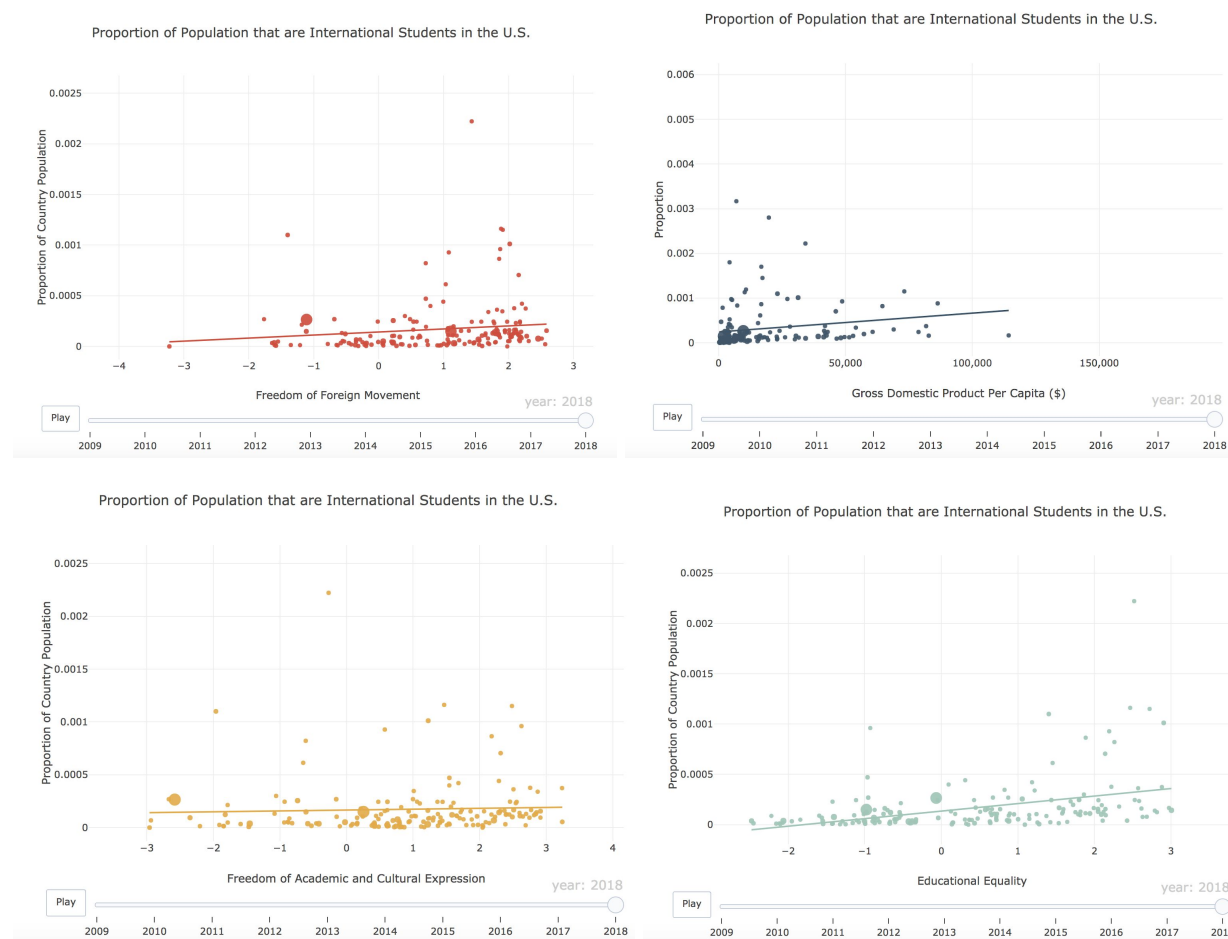 Proportion of Population that are International Students in the U.S.
Proportion of Country Population
0.0025
0.002
0.0015
0.001
0.0005
0
−4 −3 −2 −1 0 1 2 3
Freedom of Foreign Movement
year: 2018
Play
2009 2010 2011 2012 2013 2014 2015 2016 2017 2018
Proportion of Population that are International Students in the U.S.
Proportion
0.006
0.005
0.004
0.003
0.002
0.001
0
0 50,000 100,000 150,000
Gross Domestic Product Per Capita ($)
year: 2018
Play
2009 2010 2011 2012 2013 2014 2015 2016 2017 2018
Proportion of Population that are International Students in the U.S.
Proportion of Country Population
0.0025
0.002
0.0015
0.001
0.0005
0
−3 −2 −1 0 1 2 3 4
Freedom of Academic and Cultural Expression
year: 2018
Play
2009 2010 2011 2012 2013 2014 2015 2016 2017 2018
Proportion of Population that are International Students in the U.S.
Proportion of Country Population
0.0025
0.002
0.0015
0.001
0.0005
0
−2 −1 0 1 2 3
Educational Equality
year: 2018
Play
2009 2010 2011 2012 2013 2014 2015 2016 2017